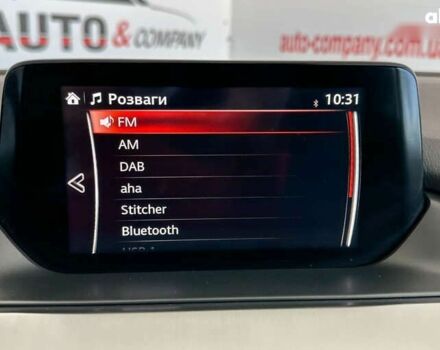 AUTO & COMPANY
auto-company.com.ua
Розваги 10:31
FM
AM
DAB
aha
Stitcher
Bluetooth